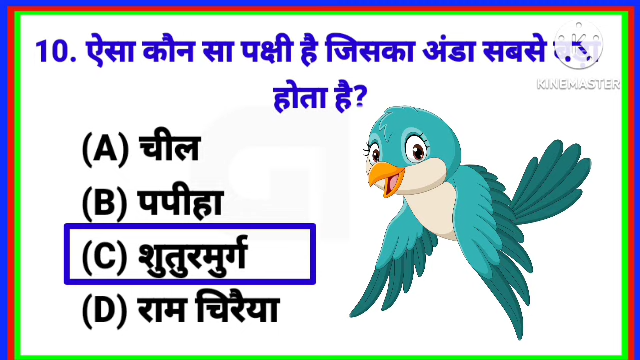 10. ऐसा कौन सा पक्षी है जिसका अंडा सबसे
होता है?
KINEMASTER
(A) चील
(B) पपीहा
(C) शुतुरमुर्ग
(D) राम चिरैया